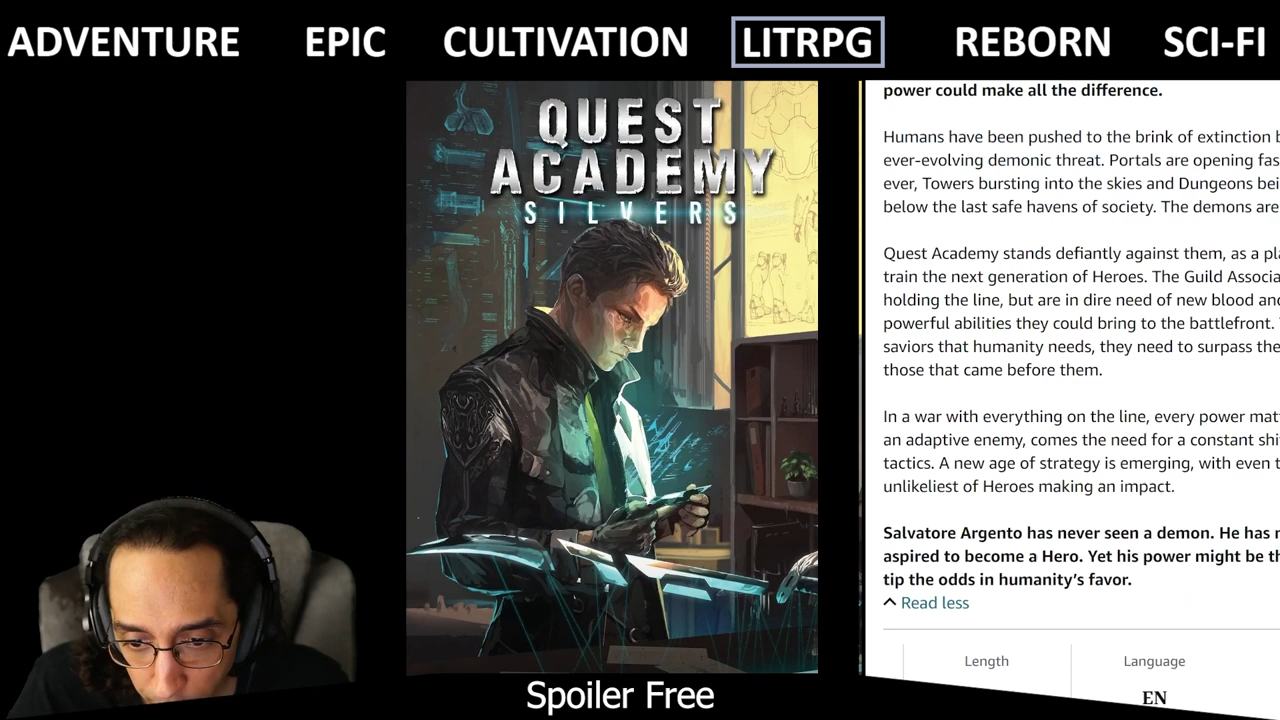 ADVENTURE EPIC CULTIVATION LITRPG REBORN SCI-FI
QUEST
ACADEMY
SILVERS
power could make all the difference.
Humans have been pushed to the brink of extinction
ever-evolving demonic threat. Portals are opening
ever, Towers bursting into the skies and Dungeons
below the last safe havens of society. The demons are
Quest Academy stands defiantly against them, as a
train the next generation of Heroes. The Guild
holding the line, but are in dire need of new blood
powerful abilities they could bring to the battlefront.
saviors that humanity needs, they need to surpass
those that came before them.
In a war with everything on the line, every power
an adaptive enemy, comes the need for a constant
tactics. A new age of strategy is emerging, with even
unlikeliest of Heroes making an impact.
Salvatore Argento has never seen a demon. He has
aspired to become a Hero. Yet his power might be
tip the odds in humanity’s favor.
Read less
Length Language
EN
Spoiler Free